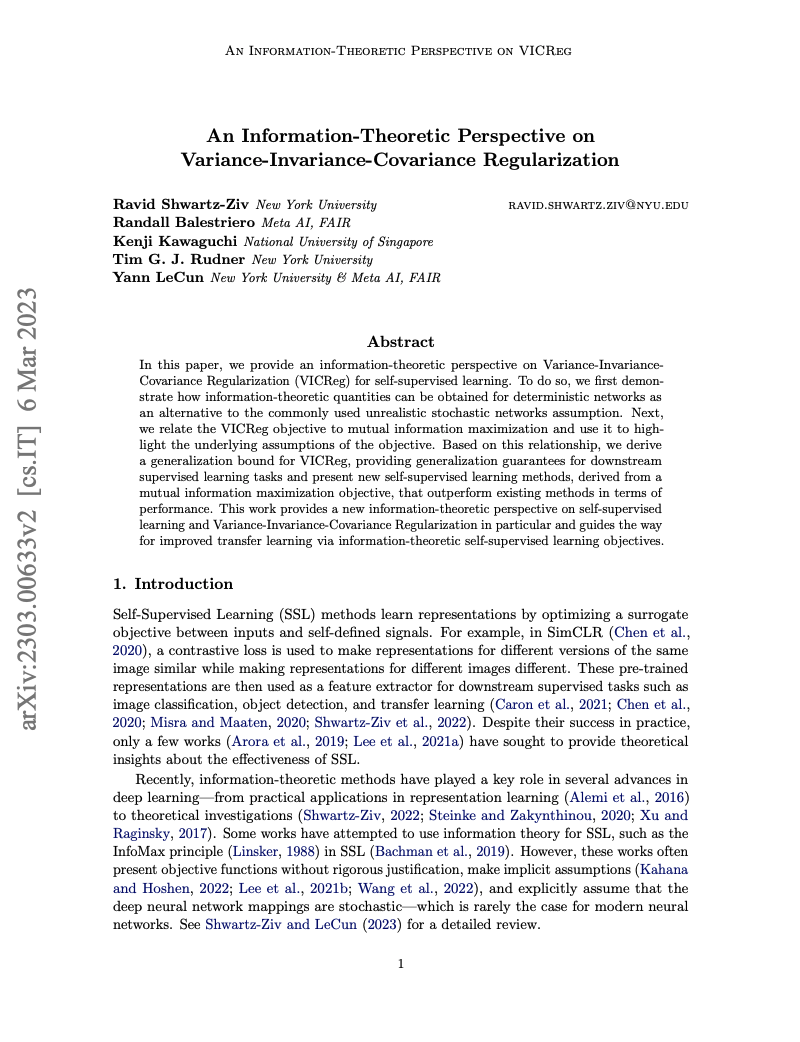 An Information-Theoretic Perspective on VICReg
An Information-Theoretic Perspective on
Variance-Invariance-Covariance Regularization
Ravid Shwartz-Ziv New York University ravid.shwartz.ziv@nyu.edu
Randall Balestriero Meta AI, FAIR
Kenji Kawaguchi National University of Singapore
Tim G. J. Rudner New York University
Yann LeCun New York University & Meta AI, FAIR
arXiv:2303.00633v2 [cs.IT] 6 Mar 2023
Abstract
In this paper, we provide an information-theoretic perspective on Variance-Invariance-
Covariance Regularization (VICReg) for self-supervised learning. To do so, we first demon-
strate how information-theoretic quantities can be obtained for deterministic networks as
an alternative to the commonly used unrealistic stochastic networks assumption. Next,
we relate the VICReg objective to mutual information maximization and use it to high-
light the underlying assumptions of the objective. Based on this relationship, we derive
a generalization bound for VICReg, providing generalization guarantees for downstream
supervised learning tasks and present new self-supervised learning methods, derived from a
mutual information maximization objective, that outperform existing methods in terms of
performance. This work provides a new information-theoretic perspective on self-supervised
learning and Variance-Invariance-Covariance Regularization in particular and guides the way
for improved transfer learning via information-theoretic self-supervised learning objectives.
1. Introduction
Self-Supervised Learning (SSL) methods learn representations by optimizing a surrogate
objective between inputs and self-defined signals. For example, in SimCLR (Chen et al.,
2020), a contrastive loss is used to make representations for different versions of the same
image similar while making representations for different images different. These pre-trained
representations are then used as a feature extractor for downstream supervised tasks such as
image classification, object detection, and transfer learning (Caron et al., 2021; Chen et al.,
2020; Misra and Maaten, 2020; Shwartz-Ziv et al., 2022). Despite their success in practice,
only a few works (Arora et al., 2019; Lee et al., 2021a) have sought to provide theoretical
insights about the effectiveness of SSL.
Recently, information-theoretic methods have played a key role in several advances in
deep learning—from practical applications in representation learning (Alemi et al., 2016)
to theoretical investigations (Shwartz-Ziv, 2022; Steinke and Zakynthinou, 2020; Xu and
Raginsky, 2017). Some works have attempted to use information theory for SSL, such as the
InfoMax principle (Linsker, 1988) in SSL (Bachman et al., 2019). However, these works often
present objective functions without rigorous justification, make implicit assumptions (Kahana
and Hoshen, 2022; Lee et al., 2021b; Wang et al., 2022), and explicitly assume that the
deep neural network mappings are stochastic—which is rarely the case for modern neural
networks. See Shwartz-Ziv and LeCun (2023) for a detailed review.
1